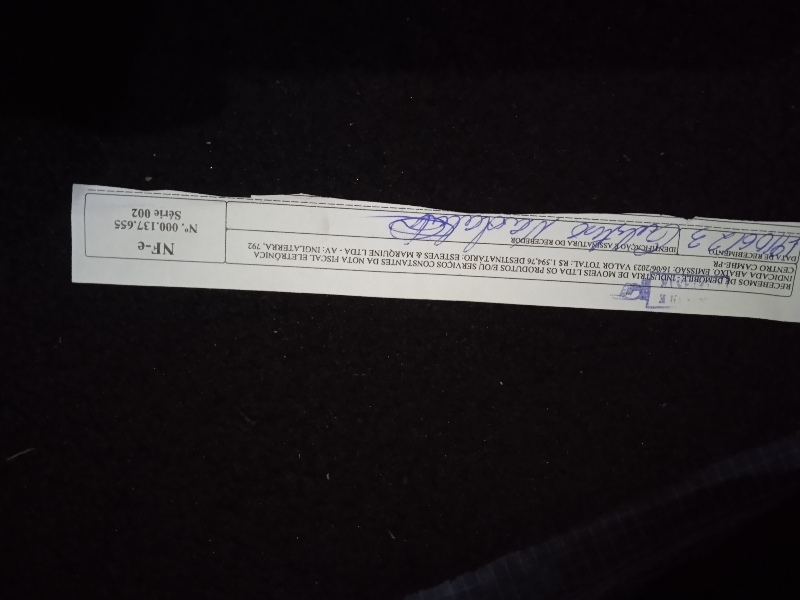 RECEBEMOS DE DEMOBILE INDUSTRIA DE MOVEIS LTDA OS PRODUTOS E/OU SERVIÇOS CONSTANTES DA NOTA FISCAL ELETRÔNICA
INDICADA ABAIXO. EMISSÃO: 16/06/2023 VALOR TOTAL: R$ 1.594,76 DESTINATÁRIO: ESTEVES & MARQUINE LTDA - AV: INGLATERRA, 792
CENTRO CAMBE-PR
DATA DE RECEBIMENTO
IDENTIFICAÇÃO E ASSINATURA DO RECEBEDOR
NF-e
Nº. 000.137.655
Série 002